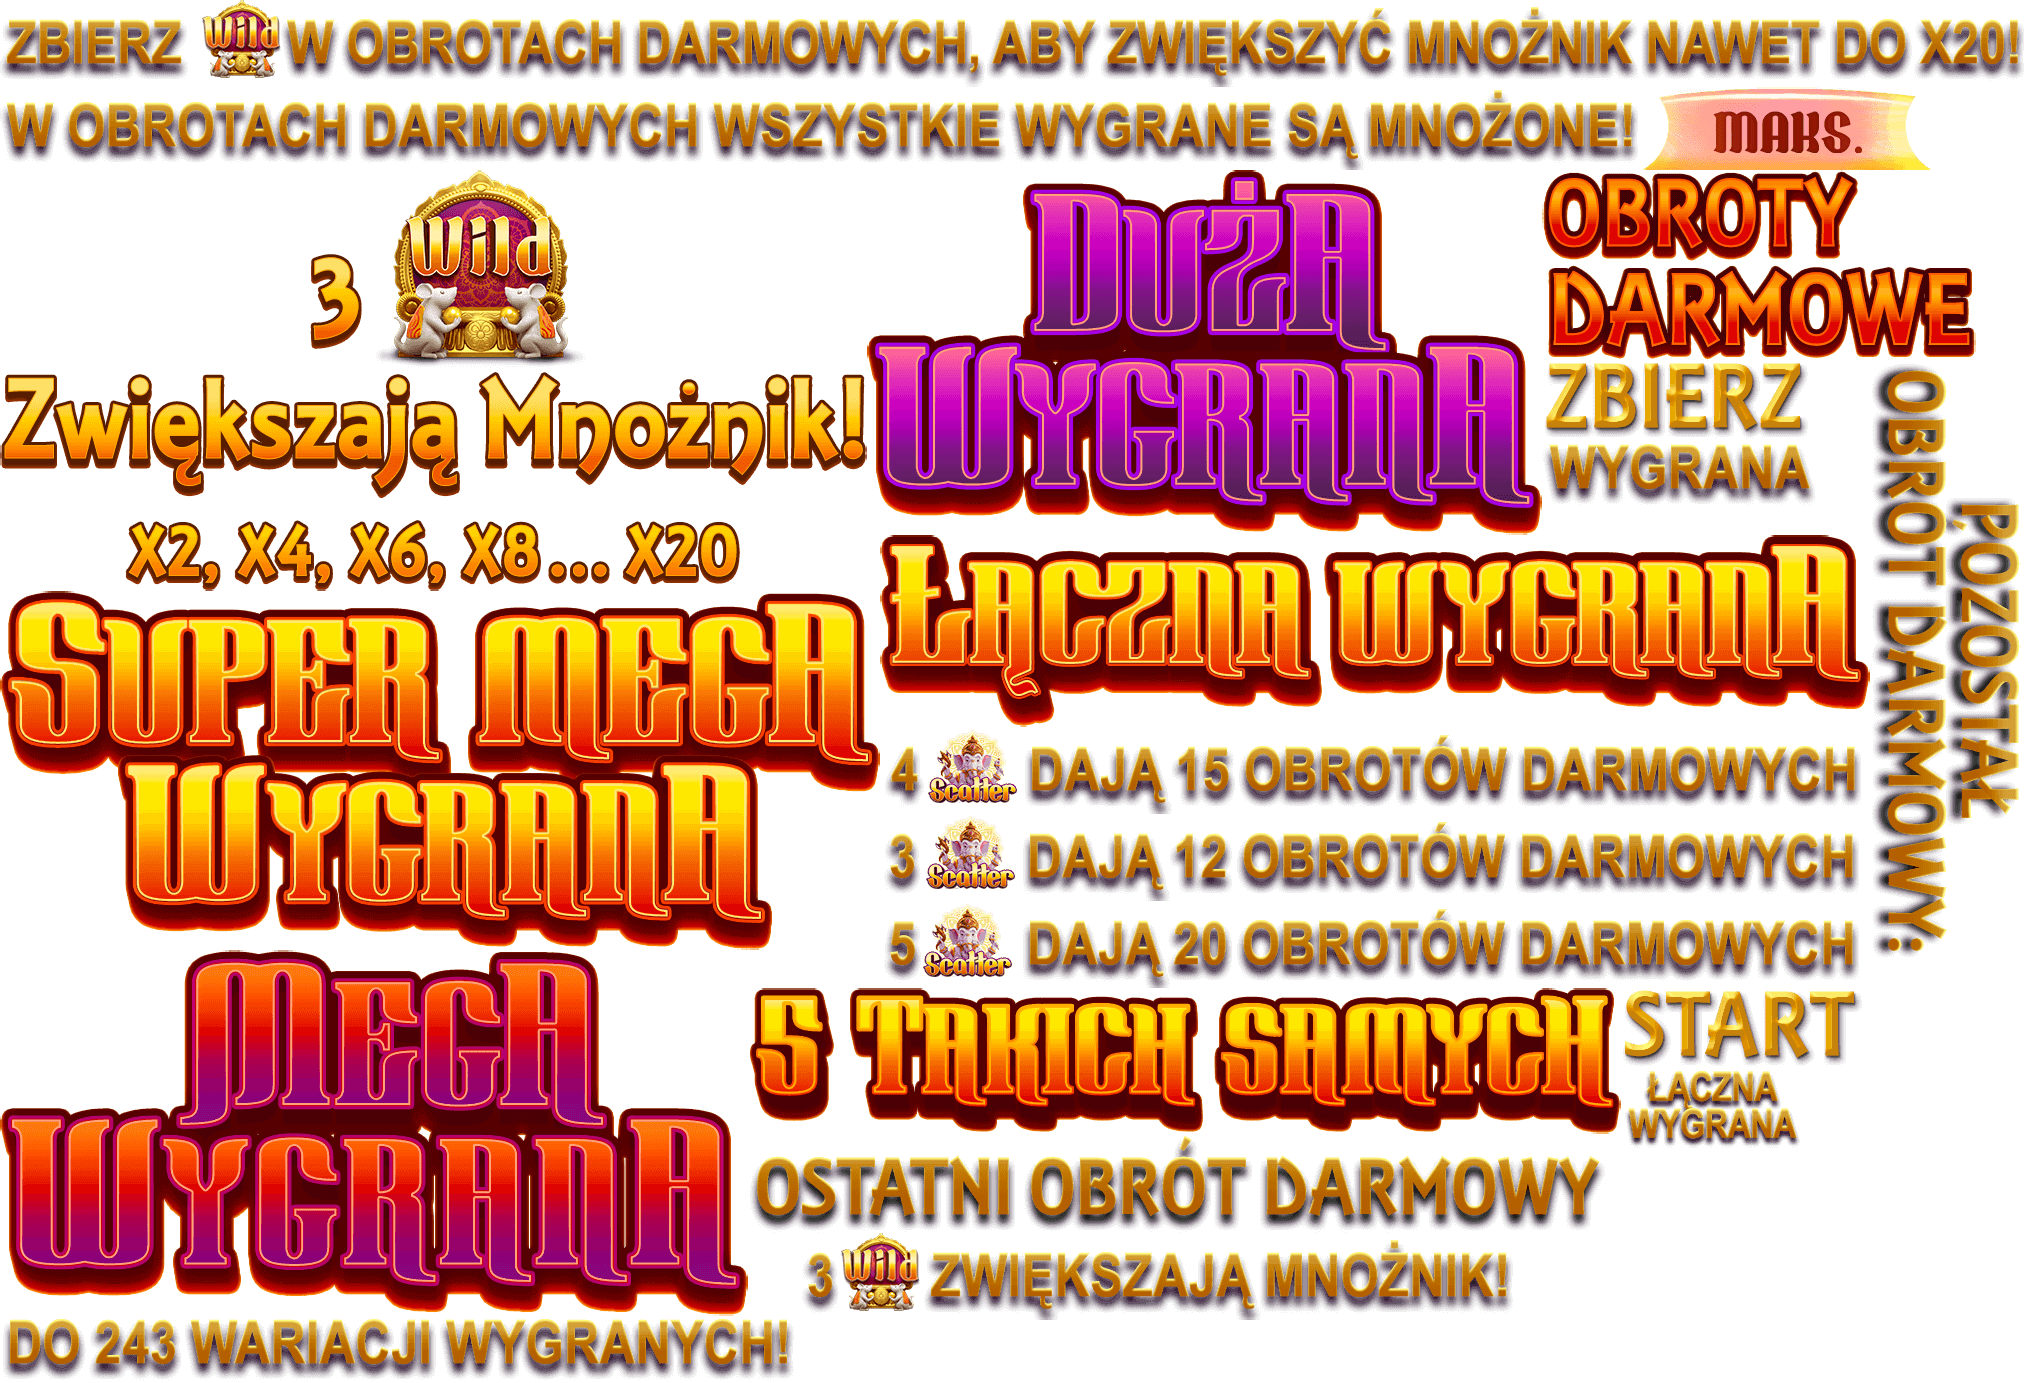 ZBIERZ Wild W OBROTACH DARMOWYCH, ABY ZWIĘKSZYĆ MNOŻNIK NAWET DO X20!
W OBROTACH DARMOWYCH WSZYSTKIE WYGRANE SĄ MNOŻONE!
MAKS.
3 Wild
Zwiększają Mnożnik!
X2, X4, X6, X8... X20
DUŻA
WYGRANA
OBROTY
DARMOWE
ZBIERZ
WYGRANA
POZOSTAŁ
OBRÓT DARMOWY:
ŁĄCZNA WYGRANA
SUPER MEGA
WYGRANA
4 Scatter DAJĄ 15 OBROTÓW DARMOWYCH
3 Scatter DAJĄ 12 OBROTÓW DARMOWYCH
5 Scatter DAJĄ 20 OBROTÓW DARMOWYCH
MEGA
WYGRANA
5 TAKICH SAMYCH
START
ŁĄCZNA
WYGRANA
OSTATNI OBRÓT DARMOWY
3 Wild ZWIĘKSZAJĄ MNOŻNIK!
DO 243 WARIACJI WYGRANYCH!